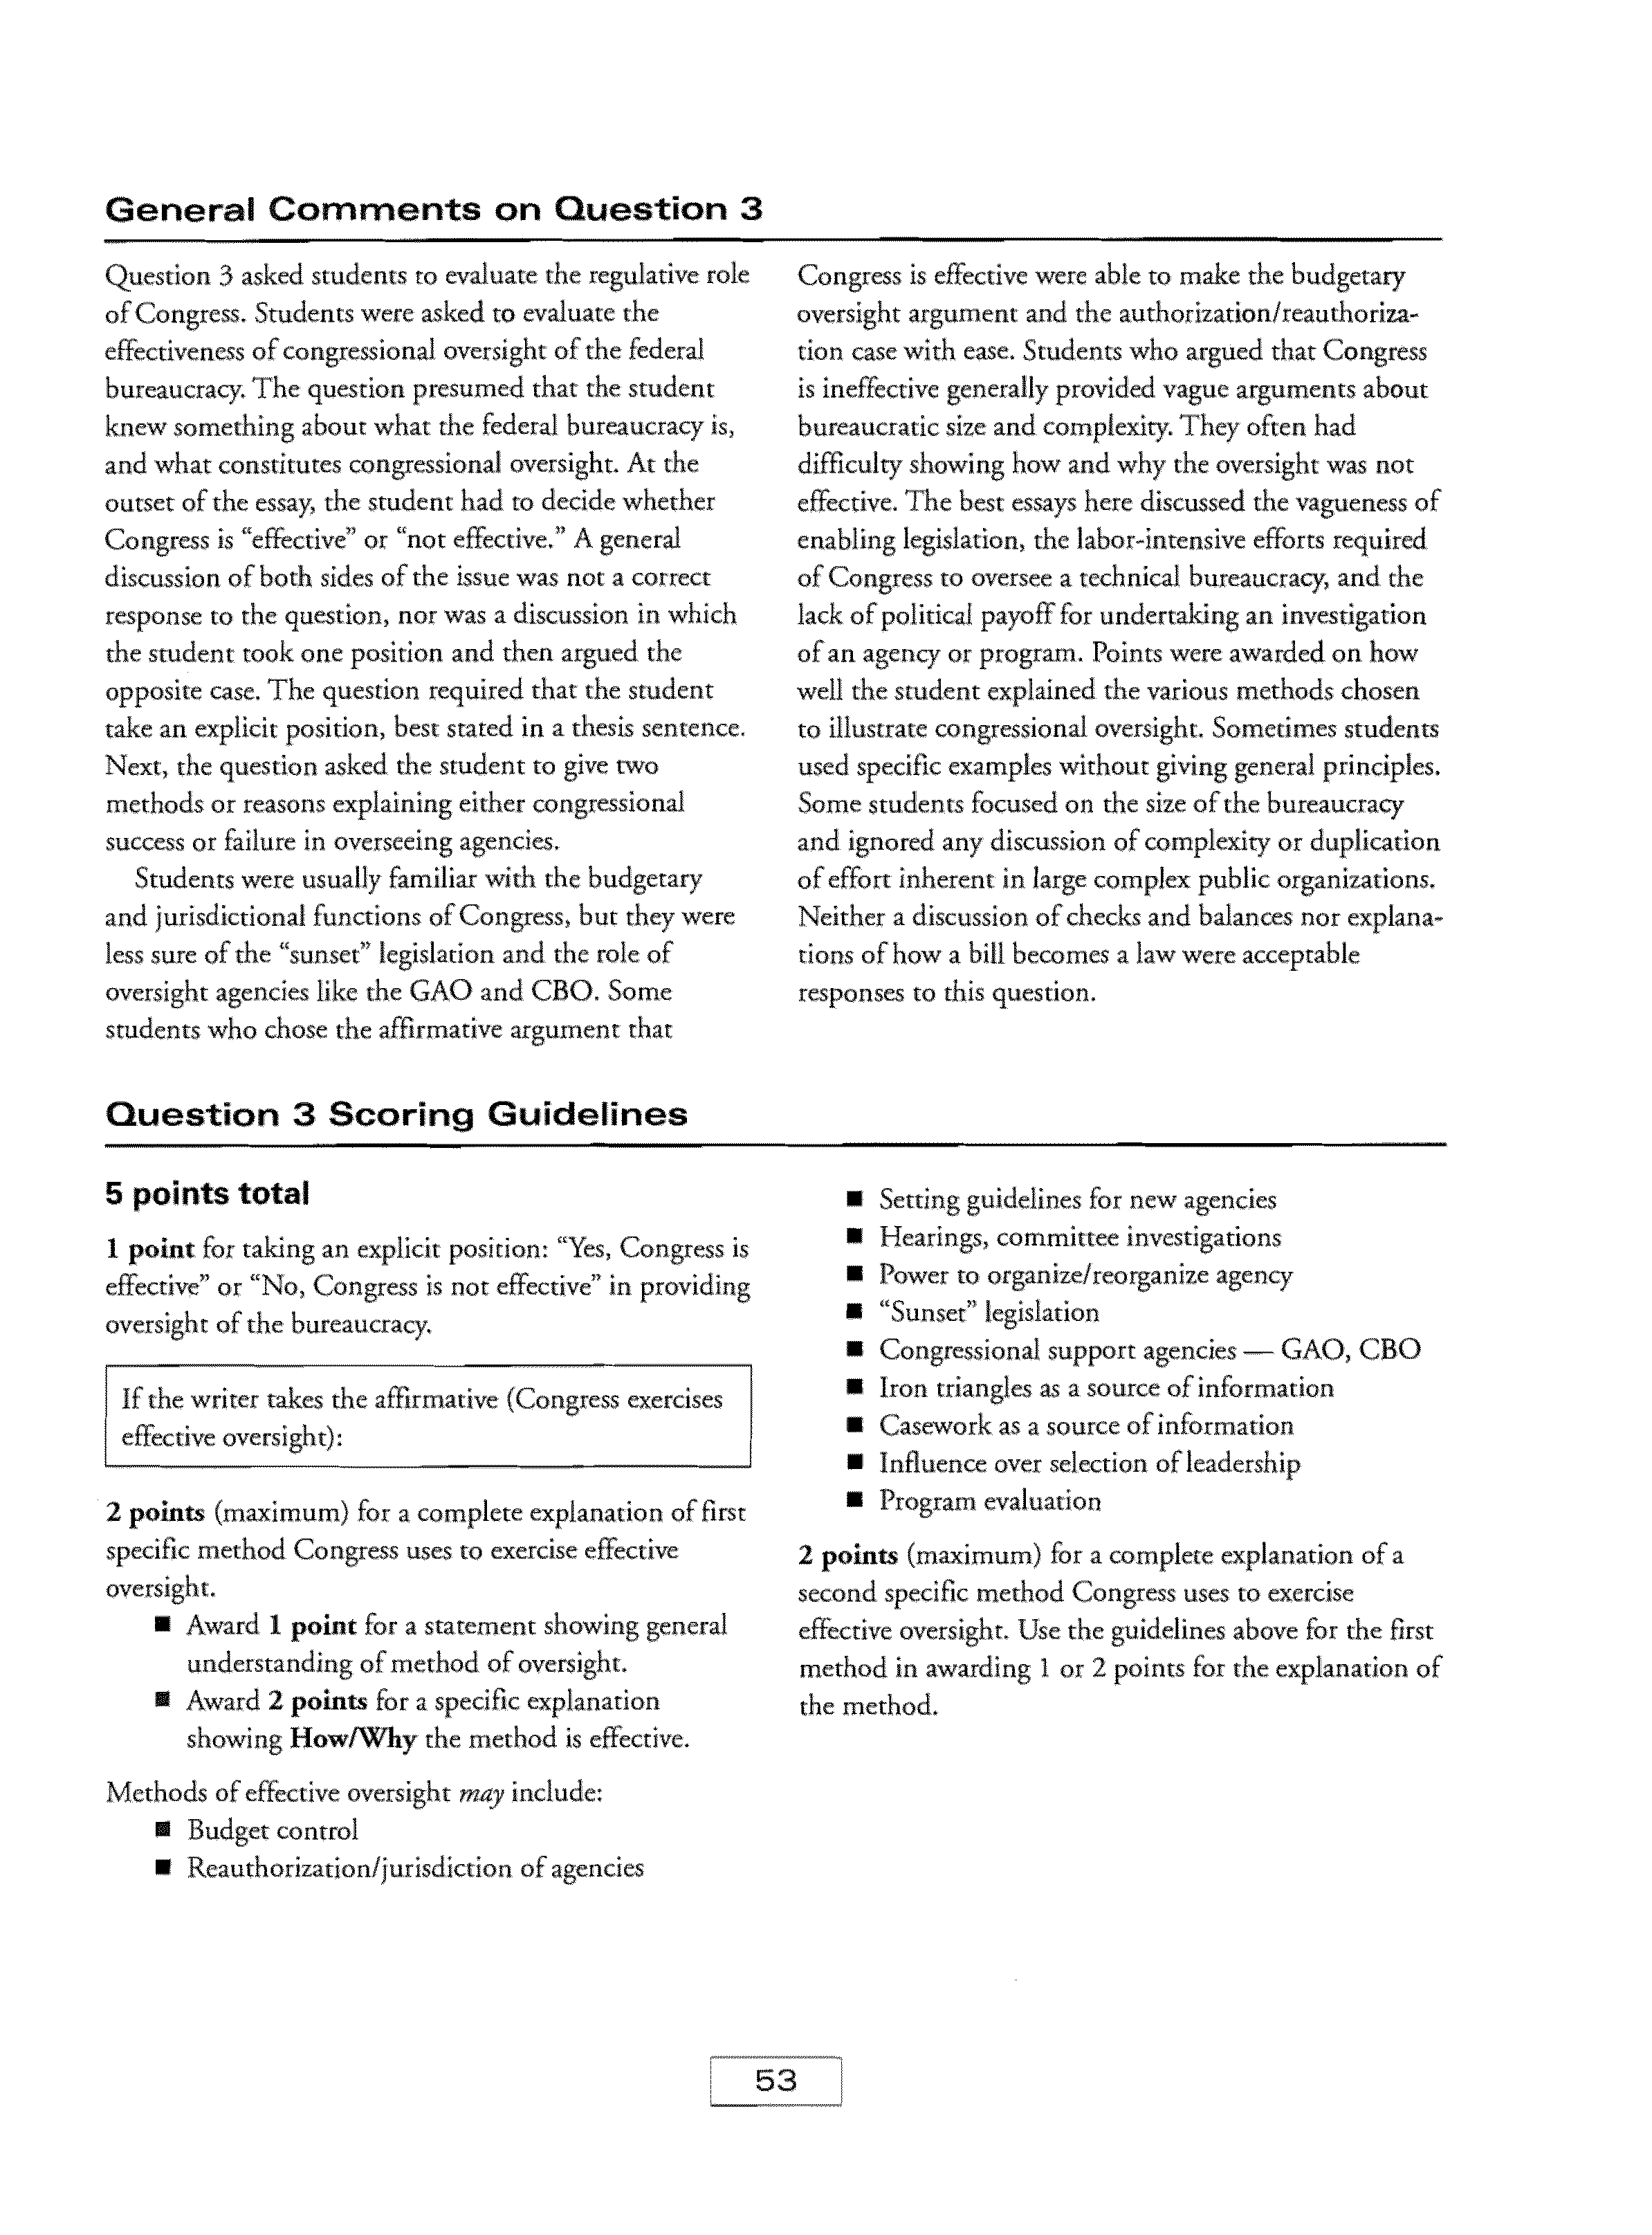 General Comments on Question 3
Question 3 asked students to evaluate the regulative role
of Congress. Students were asked to evaluate the
effectiveness of congressional oversight of the federal
bureaucracy. The question presumed that the student
knew something about what the federal bureaucracy is,
and what constitutes congressional oversight. At the
outset of the essay, the student had to decide whether
Congress is “effective” or “not effective.” A general
discussion of both sides of the issue was not a correct
response to the question, nor was a discussion in which
the student took one position and then argued the
opposite case. The question required that the student
take an explicit position, best stated in a thesis sentence.
Next, the question asked the student to give two
methods or reasons explaining either congressional
success or failure in overseeing agencies.
Students were usually familiar with the budgetary
and jurisdictional functions of Congress, but they were
less sure of the “sunset” legislation and the role of
oversight agencies like the GAO and CBO. Some
students who chose the affirmative argument that
Congress is effective were able to make the budgetary
oversight argument and the authorization/reauthoriza-
tion case with ease. Students who argued that Congress
is ineffective generally provided vague arguments about
bureaucratic size and complexity. They often had
difficulty showing how and why the oversight was not
effective. The best essays here discussed the vagueness of
enabling legislation, the labor-intensive efforts required
of Congress to oversee a technical bureaucracy, and the
lack of political payoff for undertaking an investigation
of an agency or program. Points were awarded on how
well the student explained the various methods chosen
to illustrate congressional oversight. Sometimes students
used specific examples without giving general principles.
Some students focused on the size of the bureaucracy
and ignored any discussion of complexity or duplication
of effort inherent in large complex public organizations.
Neither a discussion of checks and balances nor explana-
tions of how a bill becomes a law were acceptable
responses to this question.
Question 3 Scoring Guidelines
5 points total
1 point for taking an explicit position: “Yes, Congress is
effective” or “No, Congress is not effective” in providing
oversight of the bureaucracy.
If the writer takes the affirmative (Congress exercises
effective oversight):
2 points (maximum) for a complete explanation of first
specific method Congress uses to exercise effective
oversight.
■ Award 1 point for a statement showing general
understanding of method of oversight.
■ Award 2 points for a specific explanation
showing How/Why the method is effective.
Methods of effective oversight may include:
■ Budget control
■ Reauthorization/jurisdiction of agencies
■ Setting guidelines for new agencies
■ Hearings, committee investigations
■ Power to organize/reorganize agency
■ “Sunset” legislation
■ Congressional support agencies — GAO, CBO
■ Iron triangles as a source of information
■ Casework as a source of information
■ Influence over selection of leadership
■ Program evaluation
2 points (maximum) for a complete explanation of a
second specific method Congress uses to exercise
effective oversight. Use the guidelines above for the first
method in awarding 1 or 2 points for the explanation of
the method.
53